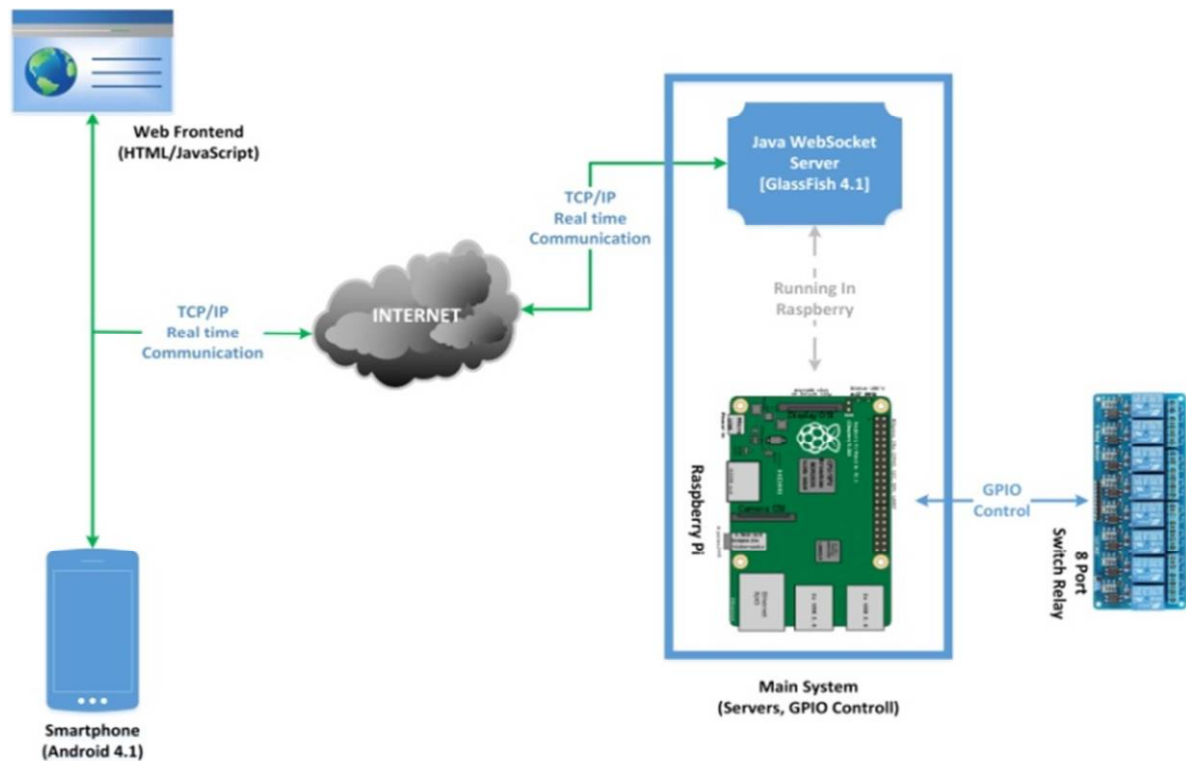 Web Frontend
(HTML/JavaScript)
TCP/IP
Real time
Communication
INTERNET
TCP/IP
Real time
Communication
Java WebSocket
Server
[GlassFish 4.1]
Running In
Raspberry
Raspberry Pi
GPIO
Control
8 Port
Switch Relay
Main System
(Servers, GPIO Controll)
Smartphone
(Android 4.1)